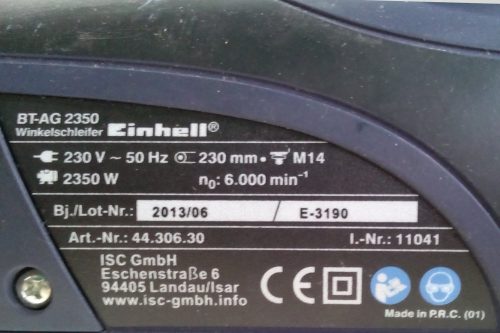 BT-AG 2350
Winkelschleifer Einhell®
230 V ~ 50 Hz 230 mm • M14
2350 W n₀: 6.000 min⁻¹
Bj./Lot-Nr.: 2013/06 / E-3190
Art.-Nr.: 44.306.30 I.-Nr.: 11041
ISC GmbH
Eschenstraße 6
94405 Landau/Isar
www.isc-gmbh.info
CE
Made in P.R.C. (01)